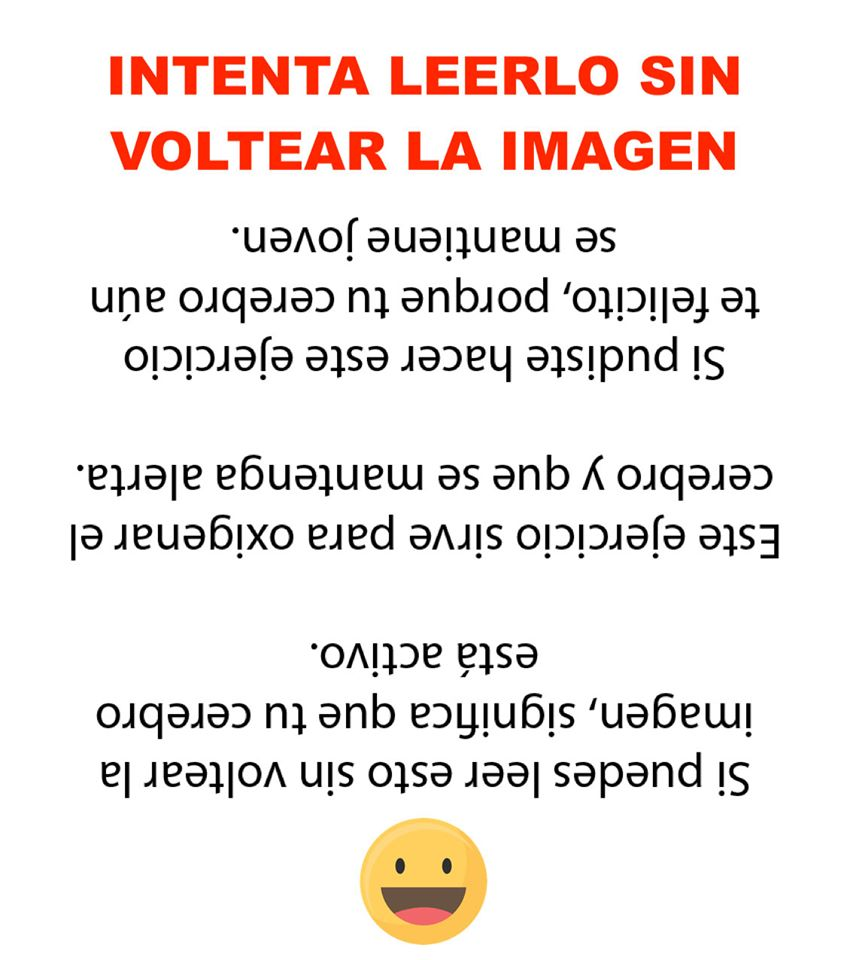 INTENTA LEERLO SIN
VOLTEAR LA IMAGEN
Si puedes leer esto sin voltear la
imagen, significa que tu cerebro
está activo.
Este ejercicio sirve para oxigenar el
cerebro y que se mantenga alerta.
Si pudiste hacer este ejercicio
te felicito, porque tu cerebro aún
se mantiene joven.